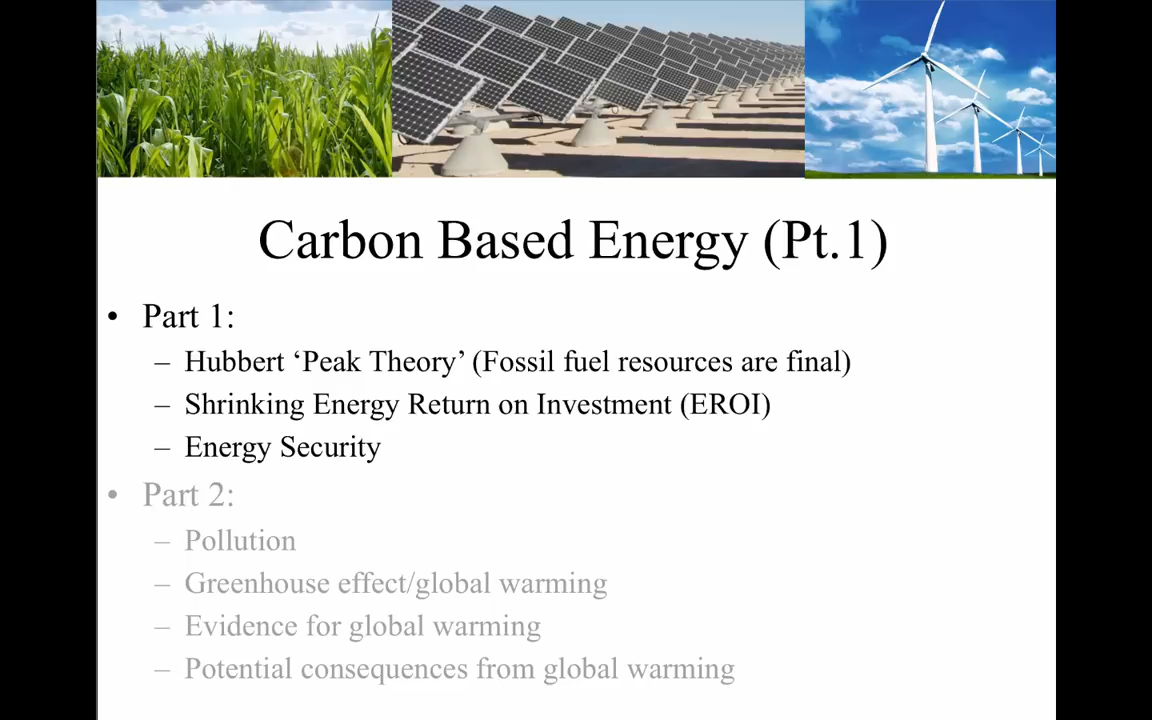 Carbon Based Energy (Pt.1)
• Part 1:
– Hubbert ‘Peak Theory’ (Fossil fuel resources are final)
– Shrinking Energy Return on Investment (EROI)
– Energy Security
• Part 2:
– Pollution
– Greenhouse effect/global warming
– Evidence for global warming
– Potential consequences from global warming